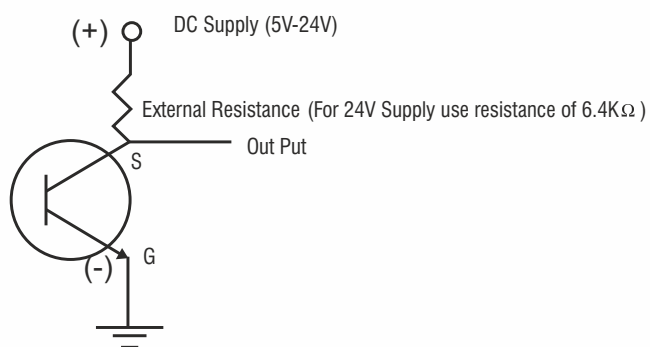 (+) DC Supply (5V-24V)
External Resistance (For 24V Supply use resistance of 6.4KΩ )
Out Put
S
G
(-)